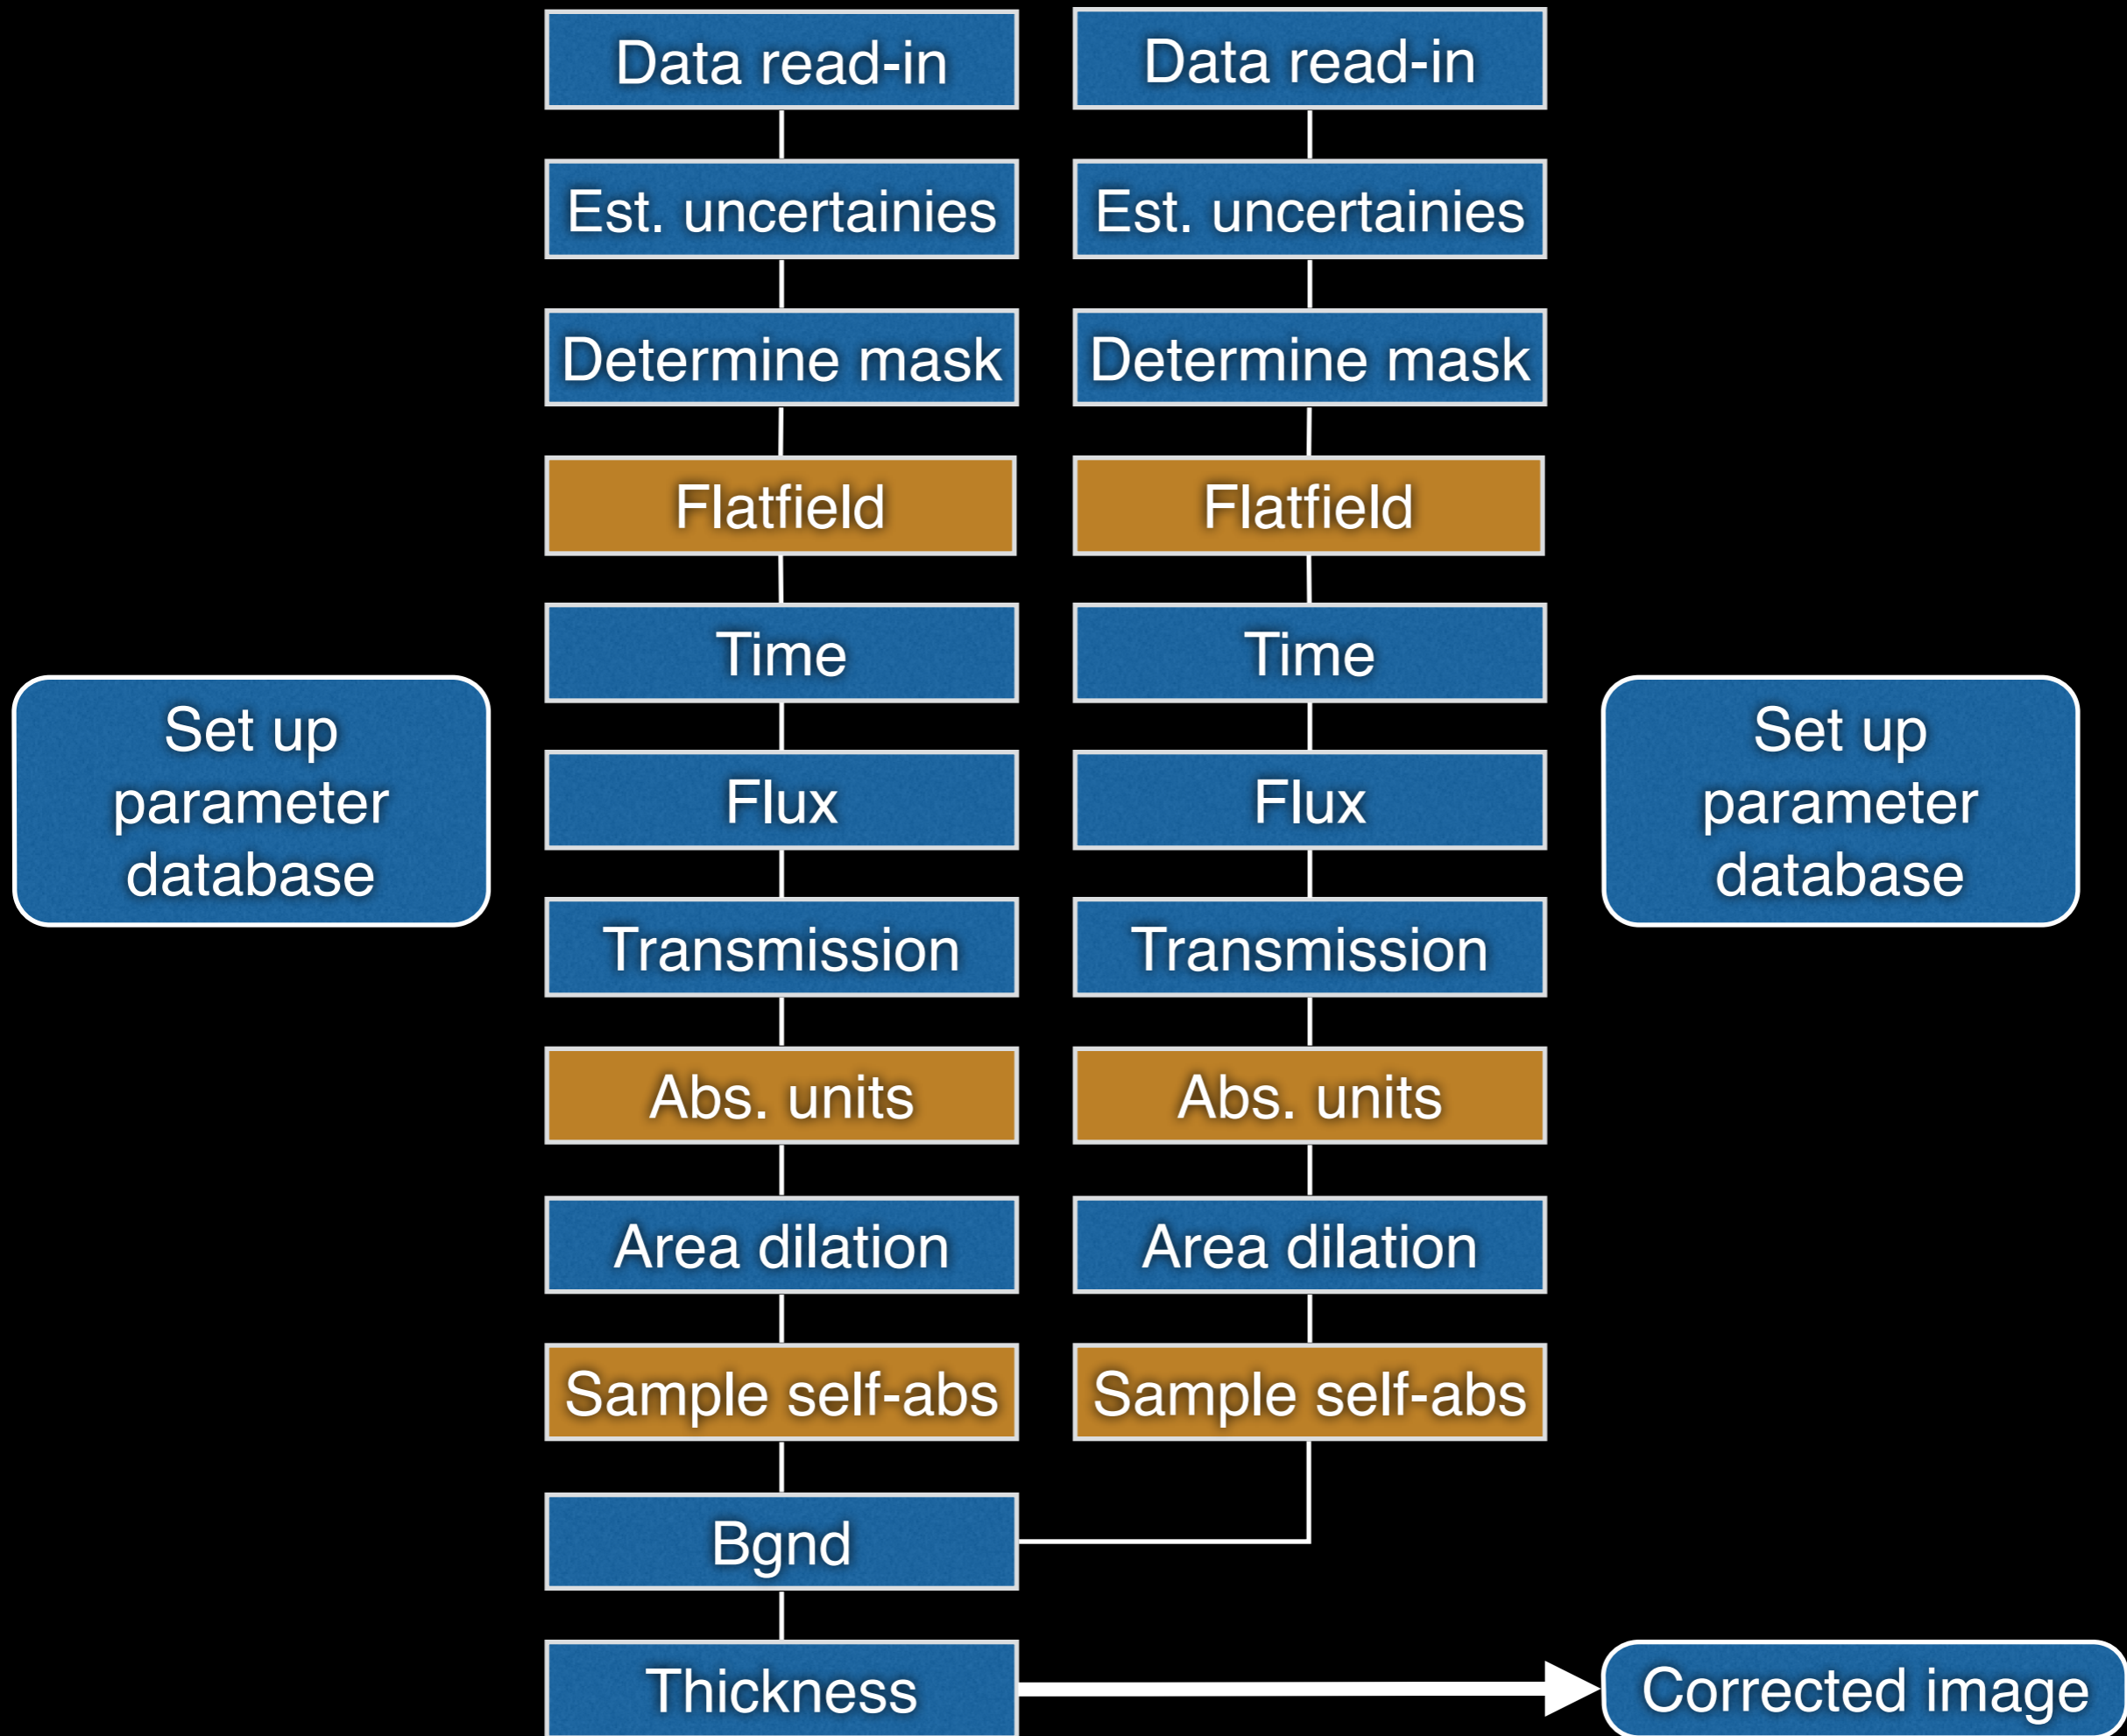 Data read-in
Data read-in
Est. uncertainies
Est. uncertainies
Determine mask
Determine mask
Flatfield
Flatfield
Time
Time
Set up
parameter
database
Flux
Flux
Set up
parameter
database
Transmission
Transmission
Abs. units
Abs. units
Area dilation
Area dilation
Sample self-abs
Sample self-abs
Bgnd
Thickness
Corrected image